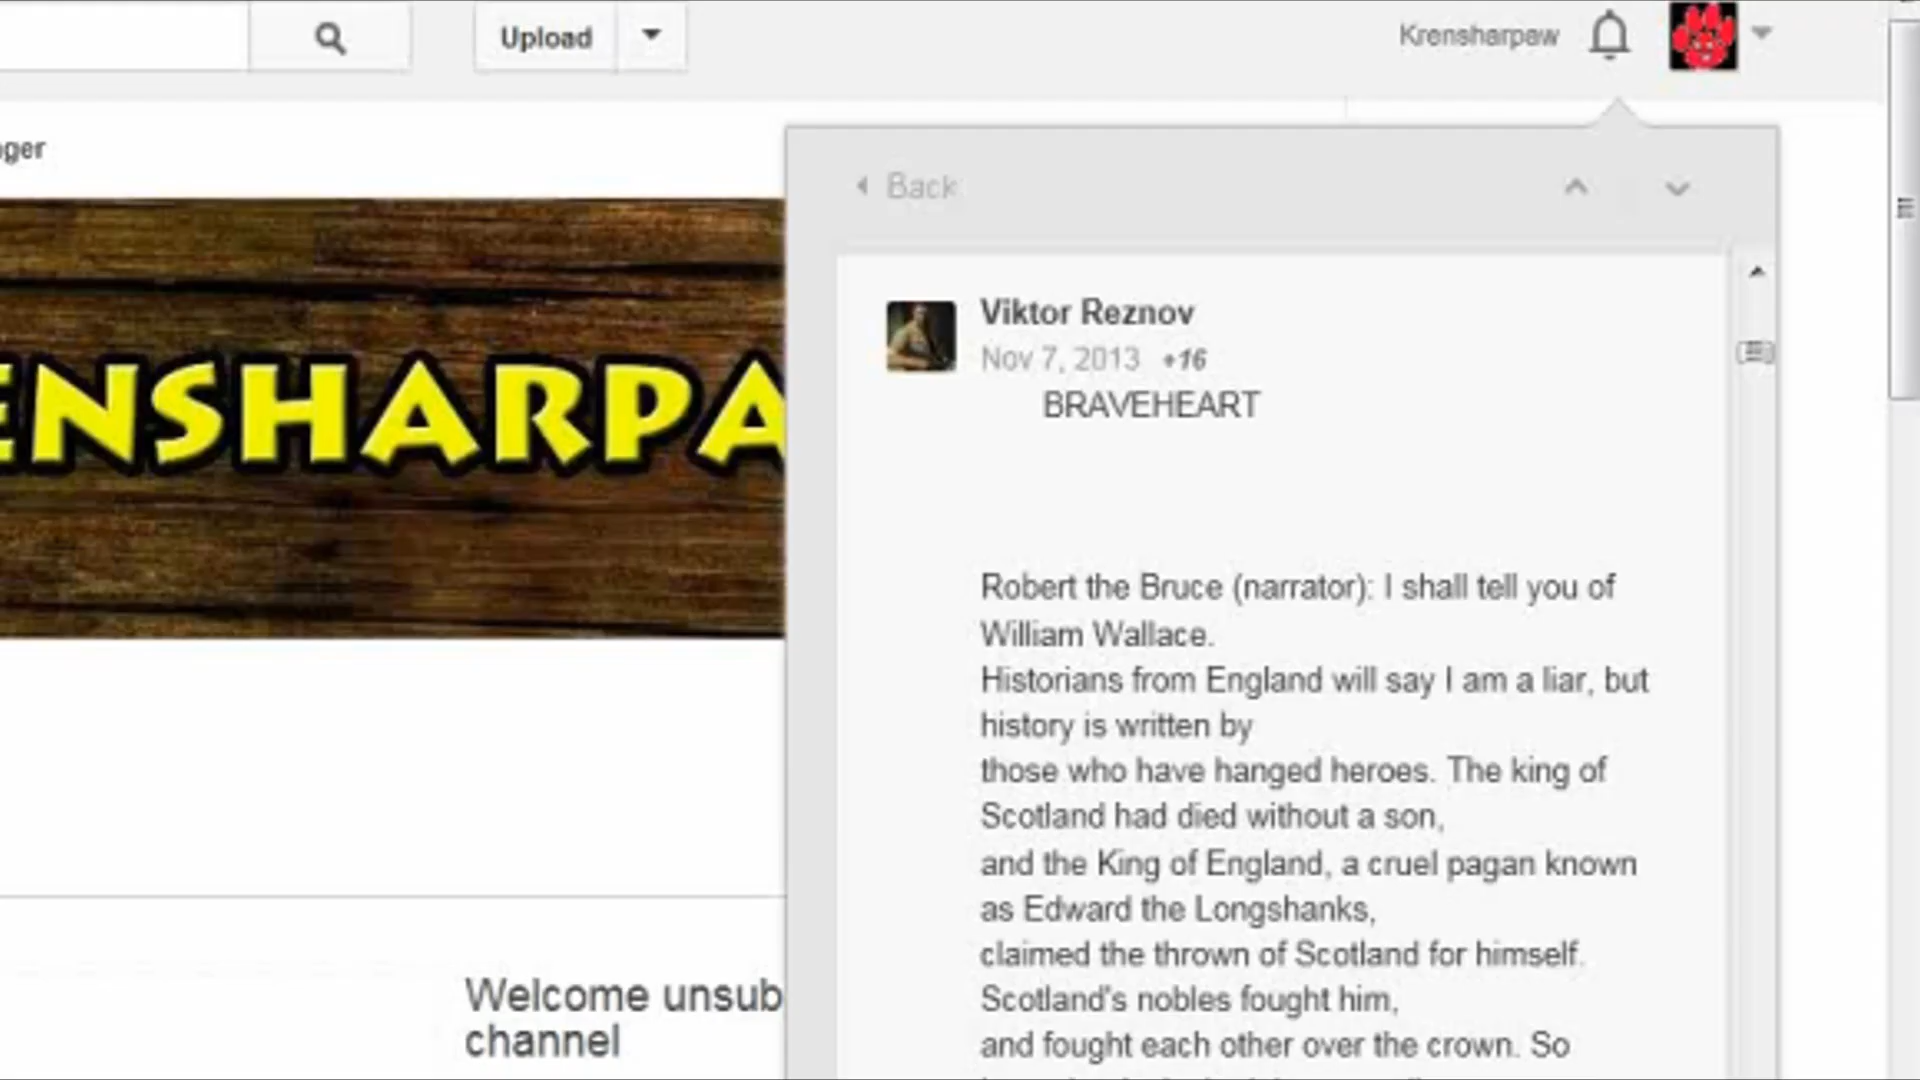 Upload
Krensharpaw
ager
Back
ENSHARPA
Viktor Reznov
Nov 7, 2013 +16
BRAVEHEART
Robert the Bruce (narrator): I shall tell you of
William Wallace.
Historians from England will say I am a liar, but
history is written by
those who have hanged heroes. The king of
Scotland had died without a son,
and the King of England, a cruel pagan known
as Edward the Longshanks,
claimed the thrown of Scotland for himself.
Scotland's nobles fought him,
and fought each other over the crown. So
Welcome unsub
channel